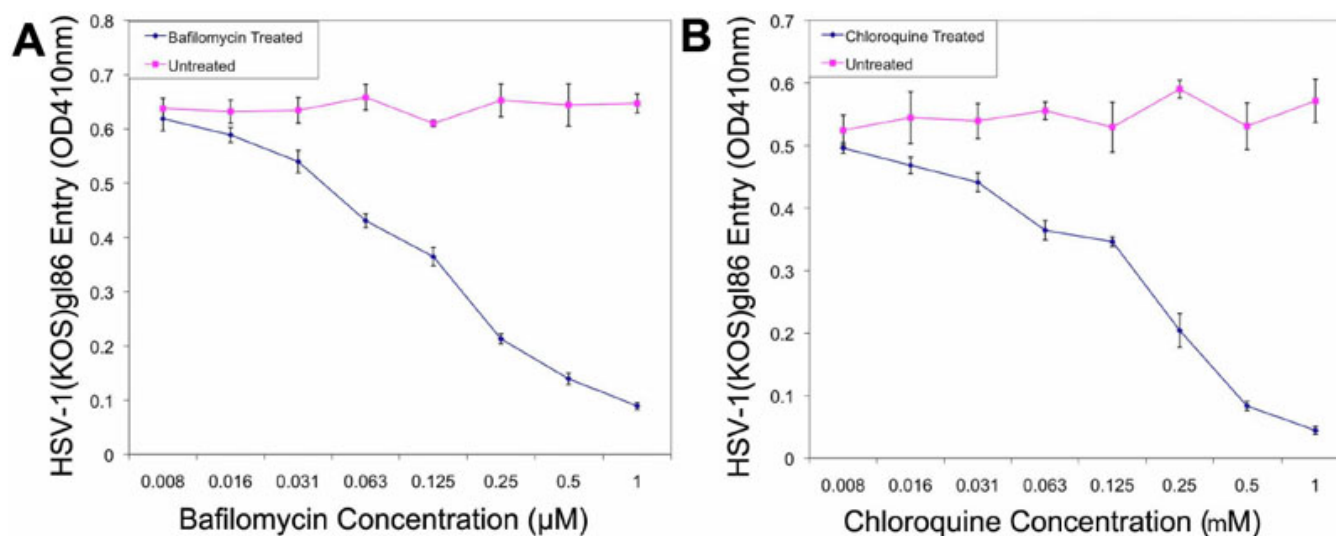 A
HSV-1(KOS)gl86 Entry (OD410nm)
Bafilomycin Treated
Untreated
0.8
0.7
0.6
0.5
0.4
0.3
0.2
0.1
0
0.008 0.016 0.031 0.063 0.125 0.25 0.5 1
Bafilomycin Concentration (µM)
B
HSV-1(KOS)gl86 Entry (OD410nm)
Chloroquine Treated
Untreated
0.7
0.6
0.5
0.4
0.3
0.2
0.1
0
0.008 0.016 0.031 0.063 0.125 0.25 0.5 1
Chloroquine Concentration (mM)